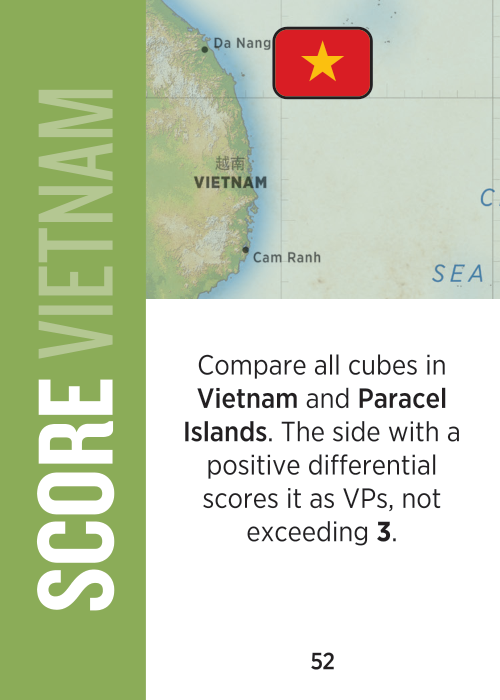 SCORE VIETNAM
Da Nang
越南
VIETNAM
C
Cam Ranh
SEA
Compare all cubes in
Vietnam and Paracel
Islands. The side with a
positive differential
scores it as VPs, not
exceeding 3.
52